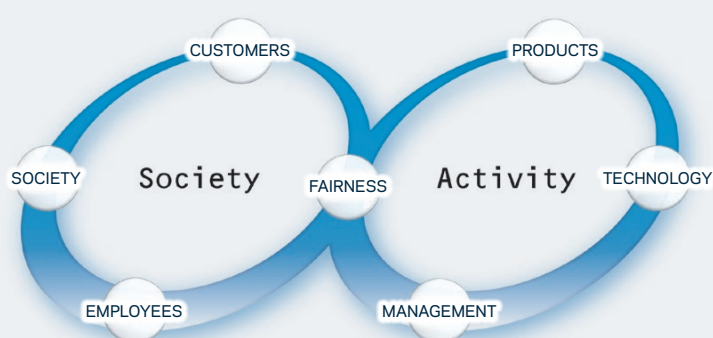 CUSTOMERS
PRODUCTS
SOCIETY
Society
FAIRNESS
Activity
TECHNOLOGY
EMPLOYEES
MANAGEMENT